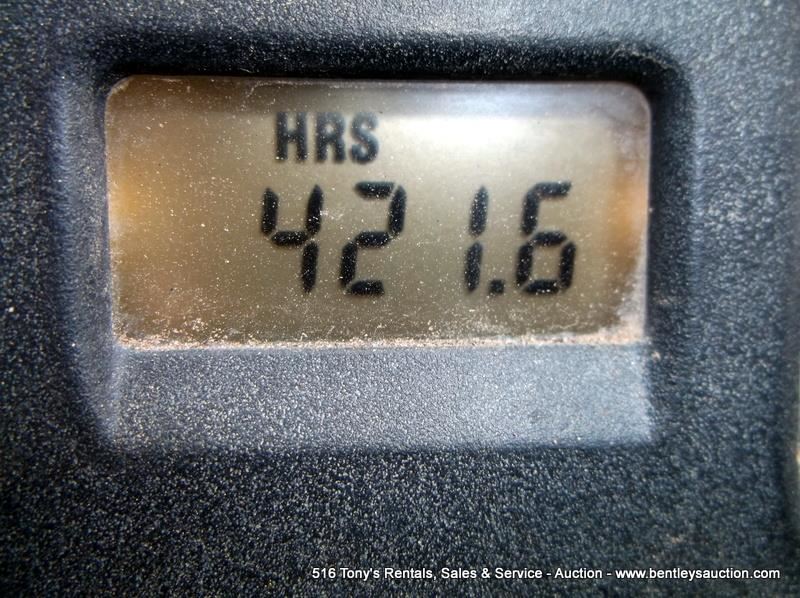 HRS
421.6
516 Tony's Rentals, Sales & Service - Auction - www.bentleysauction.com